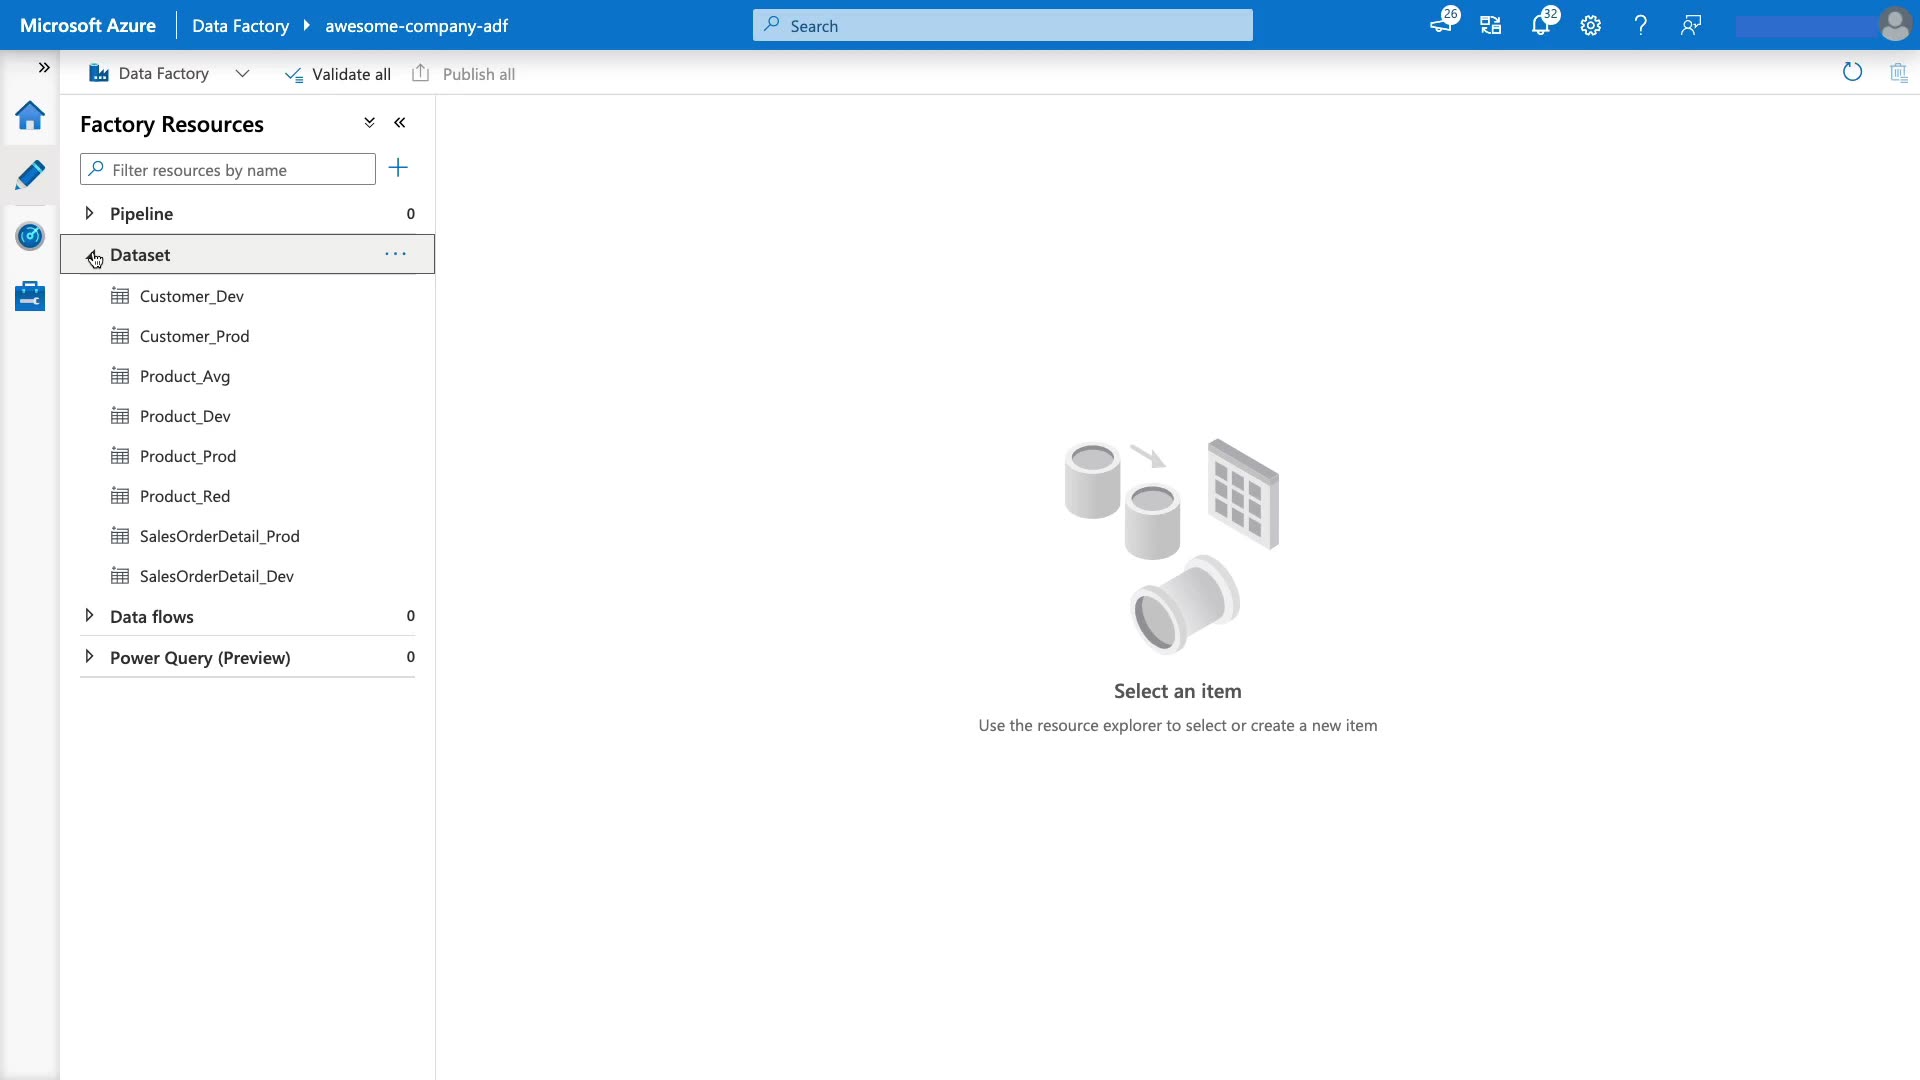 Microsoft Azure
Data Factory
awesome-company-adf
Search
26
32
Data Factory
Validate all
Publish all
Factory Resources
Filter resources by name
Pipeline 0
Dataset
Customer_Dev
Customer_Prod
Product_Avg
Product_Dev
Product_Prod
Product_Red
SalesOrderDetail_Prod
SalesOrderDetail_Dev
Data flows 0
Power Query (Preview) 0
Select an item
Use the resource explorer to select or create a new item